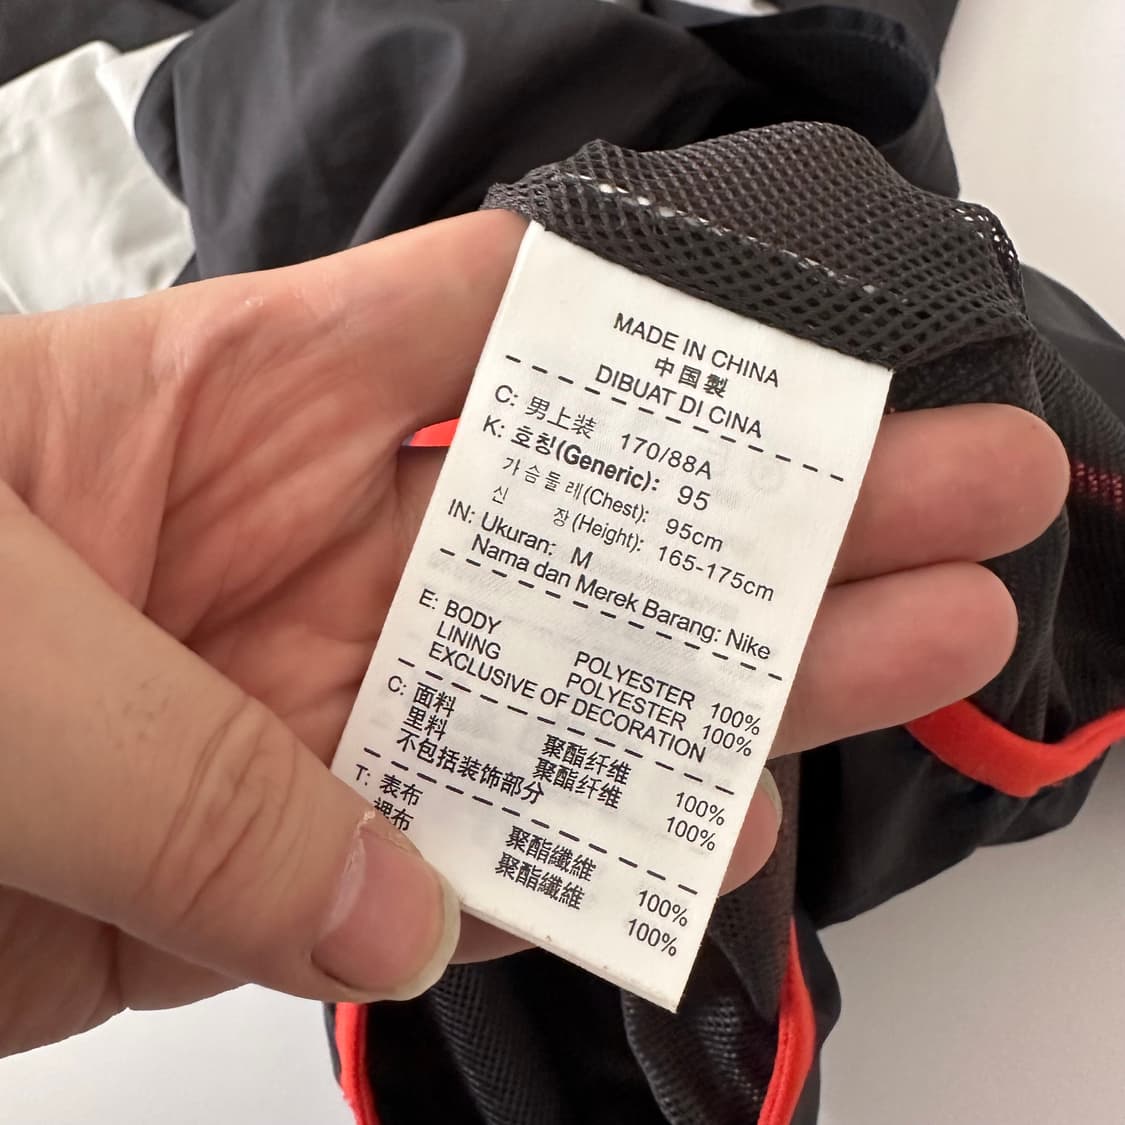 MADE IN CHINA
中国製
DIBUAT DI CINA
C: 男上装 170/88A
K: 호칭(Generic): 95
가슴둘레(Chest): 95cm
신 장(Height): 165-175cm
IN: Ukuran: M
Nama dan Merek Barang: Nike
E: BODY POLYESTER 100%
LINING POLYESTER 100%
EXCLUSIVE OF DECORATION
C: 面料 聚酯纤维 100%
里料 聚酯纤维 100%
不包括装饰部分
T: 表布 聚酯纖維 100%
裡布 聚酯纖維 100%